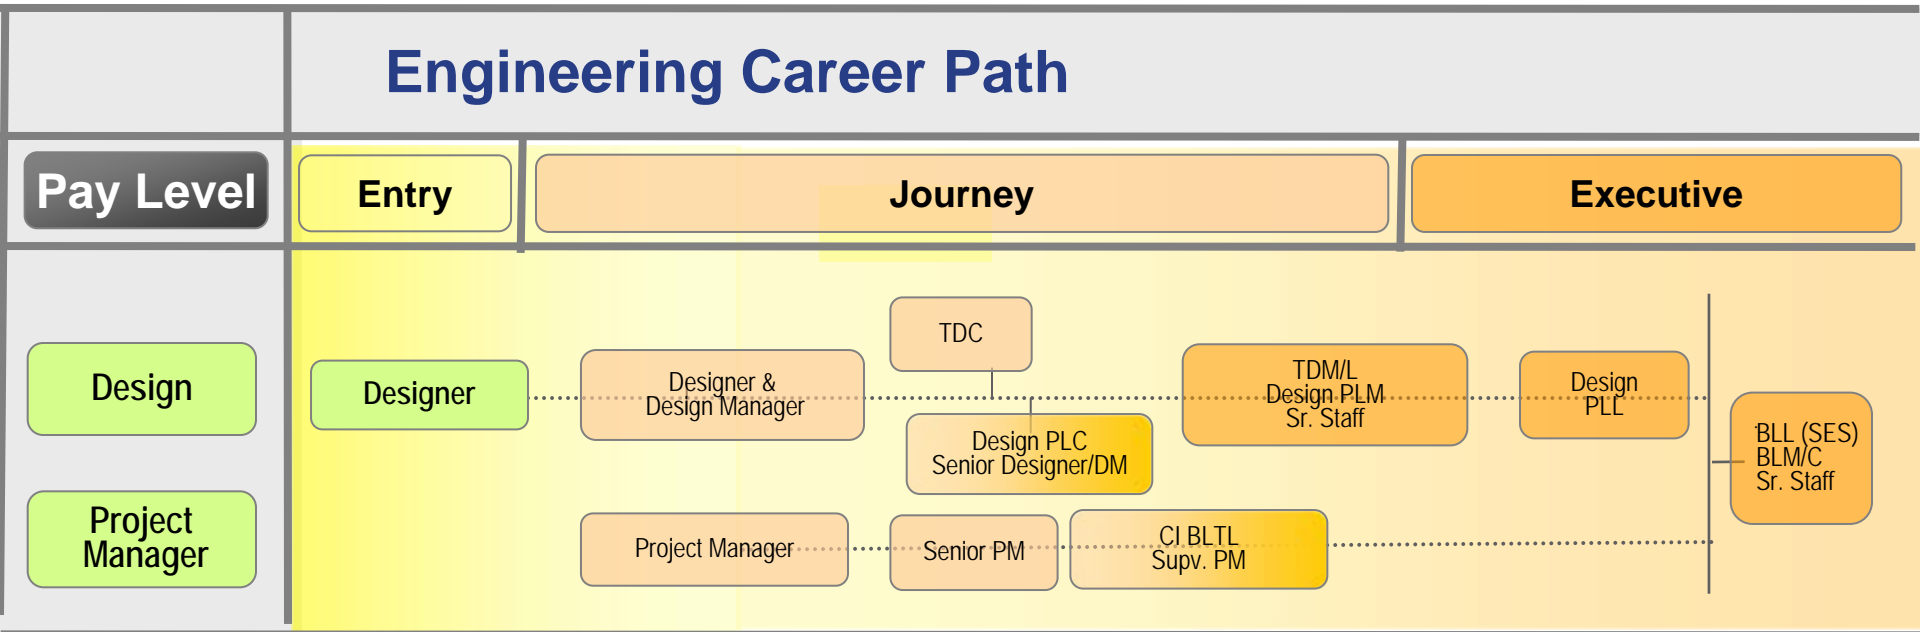 Engineering Career Path
Pay Level
Entry
Journey
Executive
Design
Designer
Designer &
Design Manager
TDC
Design PLC
Senior Designer/DM
TDM/L
Design PLM
Sr. Staff
Design
PLL
BLL (SES)
BLM/C
Sr. Staff
Project
Manager
Project Manager
Senior PM
CI BLTL
Supv. PM